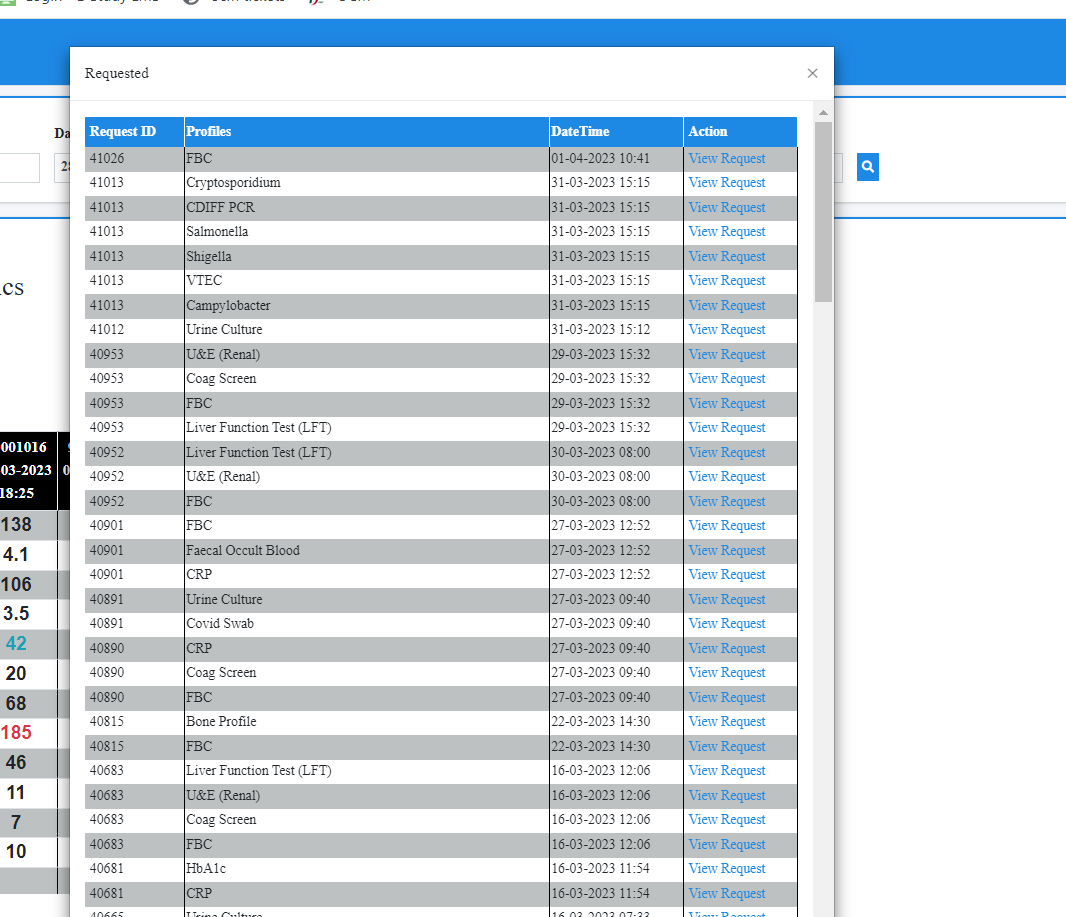 Requested
×
Request ID Profiles DateTime Action
41026 FBC 01-04-2023 10:41 View Request
41013 Cryptosporidium 31-03-2023 15:15 View Request
41013 CDIFF PCR 31-03-2023 15:15 View Request
41013 Salmonella 31-03-2023 15:15 View Request
41013 Shigella 31-03-2023 15:15 View Request
41013 VTEC 31-03-2023 15:15 View Request
41013 Campylobacter 31-03-2023 15:15 View Request
41012 Urine Culture 31-03-2023 15:12 View Request
40953 U&E (Renal) 29-03-2023 15:32 View Request
40953 Coag Screen 29-03-2023 15:32 View Request
40953 FBC 29-03-2023 15:32 View Request
40953 Liver Function Test (LFT) 29-03-2023 15:32 View Request
40952 Liver Function Test (LFT) 30-03-2023 08:00 View Request
40952 U&E (Renal) 30-03-2023 08:00 View Request
40952 FBC 30-03-2023 08:00 View Request
40901 FBC 27-03-2023 12:52 View Request
40901 Faecal Occult Blood 27-03-2023 12:52 View Request
40901 CRP 27-03-2023 12:52 View Request
40891 Urine Culture 27-03-2023 09:40 View Request
40891 Covid Swab 27-03-2023 09:40 View Request
40890 CRP 27-03-2023 09:40 View Request
40890 Coag Screen 27-03-2023 09:40 View Request
40890 FBC 27-03-2023 09:40 View Request
40815 Bone Profile 22-03-2023 14:30 View Request
40815 FBC 22-03-2023 14:30 View Request
40683 Liver Function Test (LFT) 16-03-2023 12:06 View Request
40683 U&E (Renal) 16-03-2023 12:06 View Request
40683 Coag Screen 16-03-2023 12:06 View Request
40683 FBC 16-03-2023 12:06 View Request
40681 HbA1c 16-03-2023 11:54 View Request
40681 CRP 16-03-2023 11:54 View Request
40665 Urine Culture 16-03-2023 07:33 View Request
Da
28
ics
001016
03-2023 0
18:25
138
4.1
106
3.5
42
20
68
185
46
11
7
10